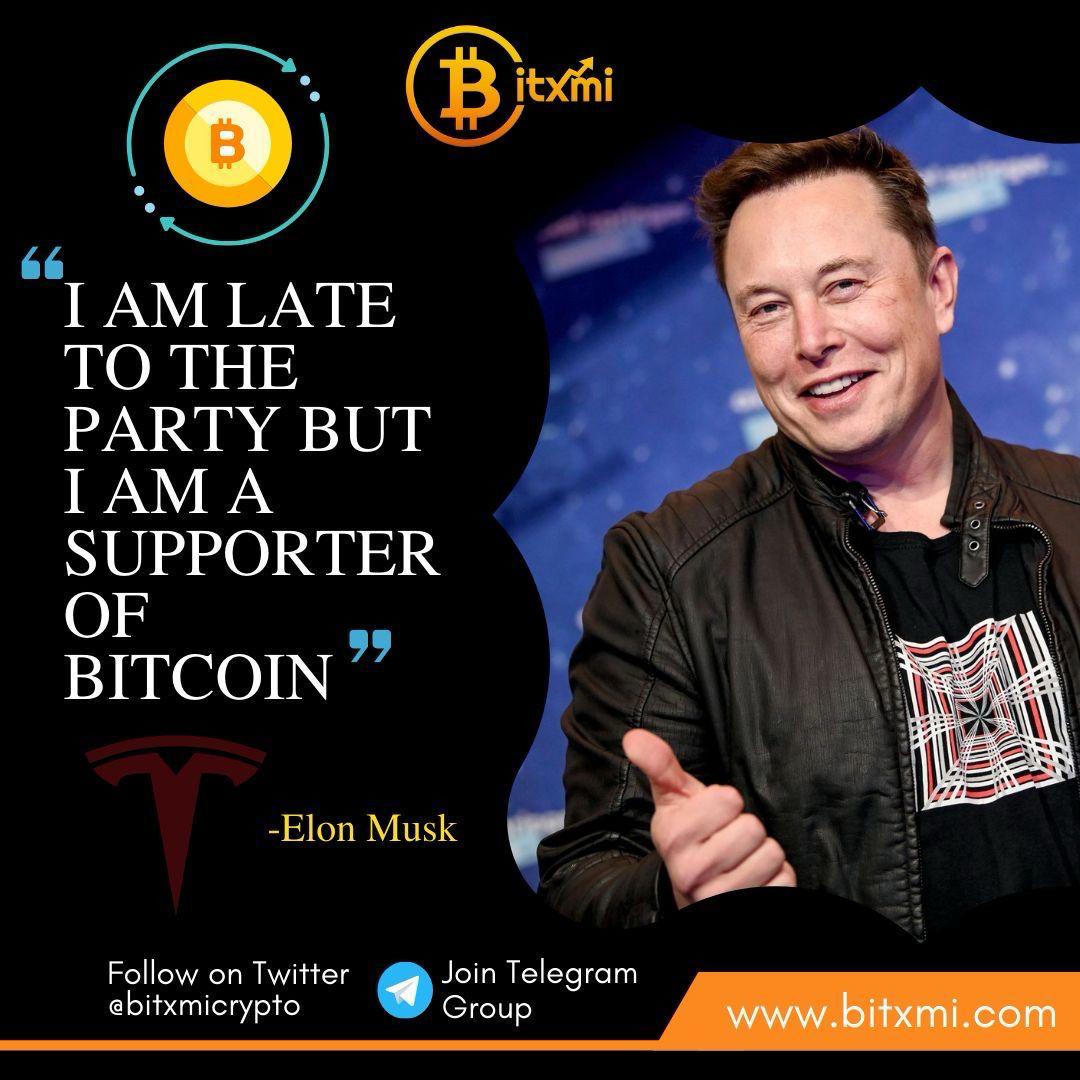 Bitxmi
“I AM LATE
TO THE
PARTY BUT
I AM A
SUPPORTER
OF
BITCOIN”
-Elon Musk
Follow on Twitter
@bitxmicrypto
Join Telegram
Group
www.bitxmi.com